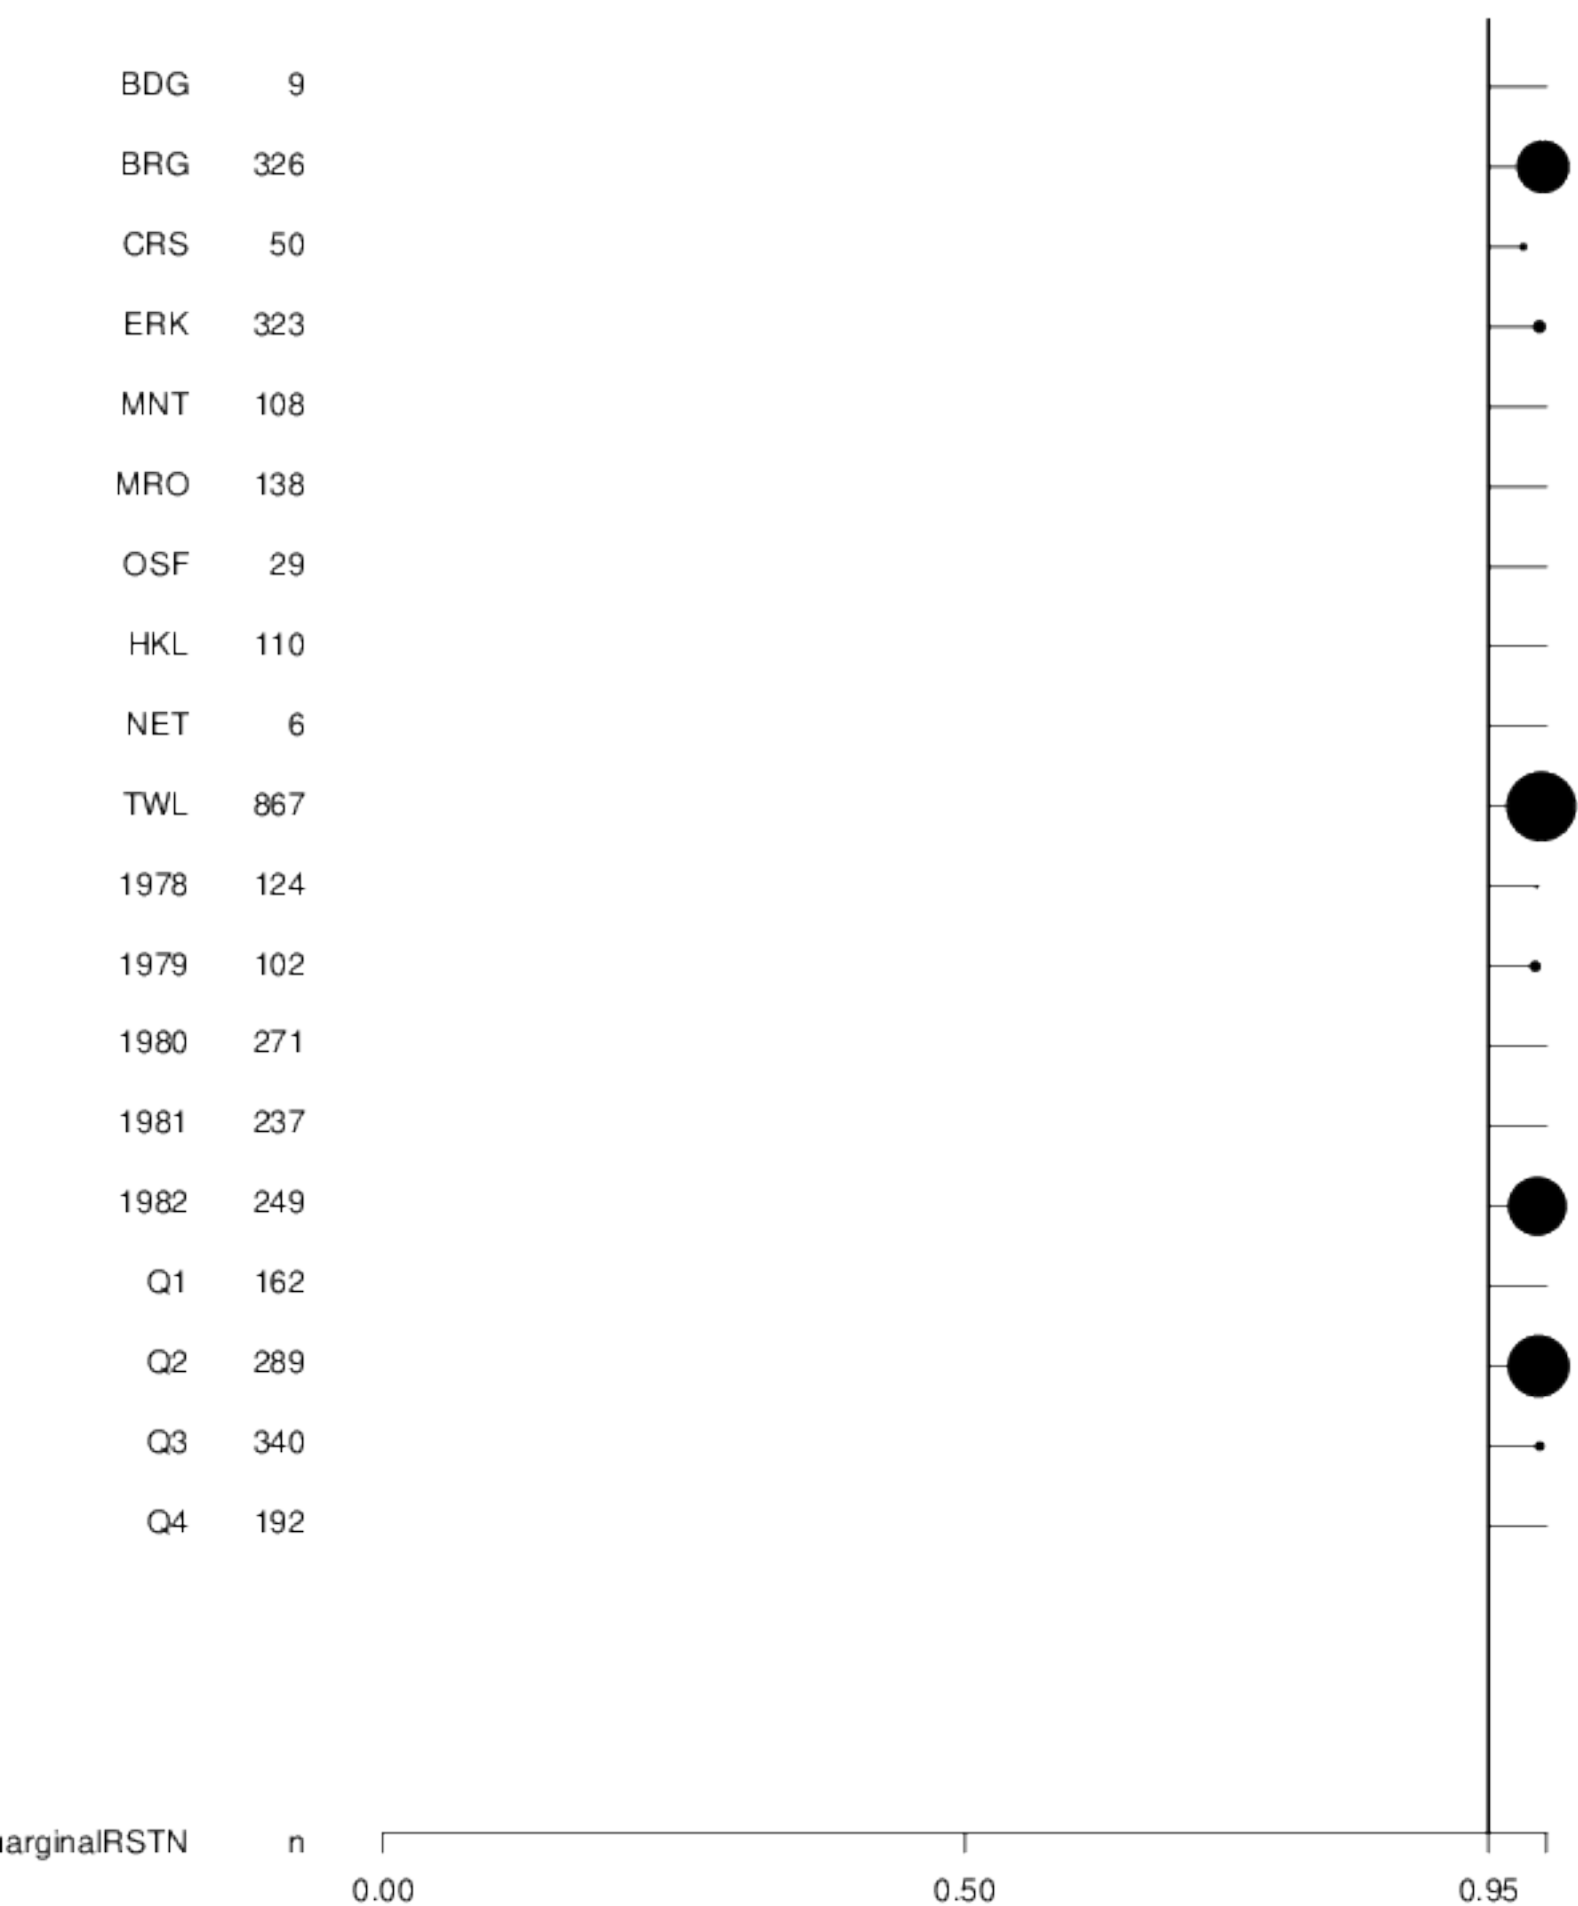 BDG 9
BRG 326
CRS 50
ERK 323
MNT 108
MRO 138
OSF 29
HKL 110
NET 6
TWL 867
1978 124
1979 102
1980 271
1981 237
1982 249
Q1 162
Q2 289
Q3 340
Q4 192
arginalRSTN n
0.00 0.50 0.95